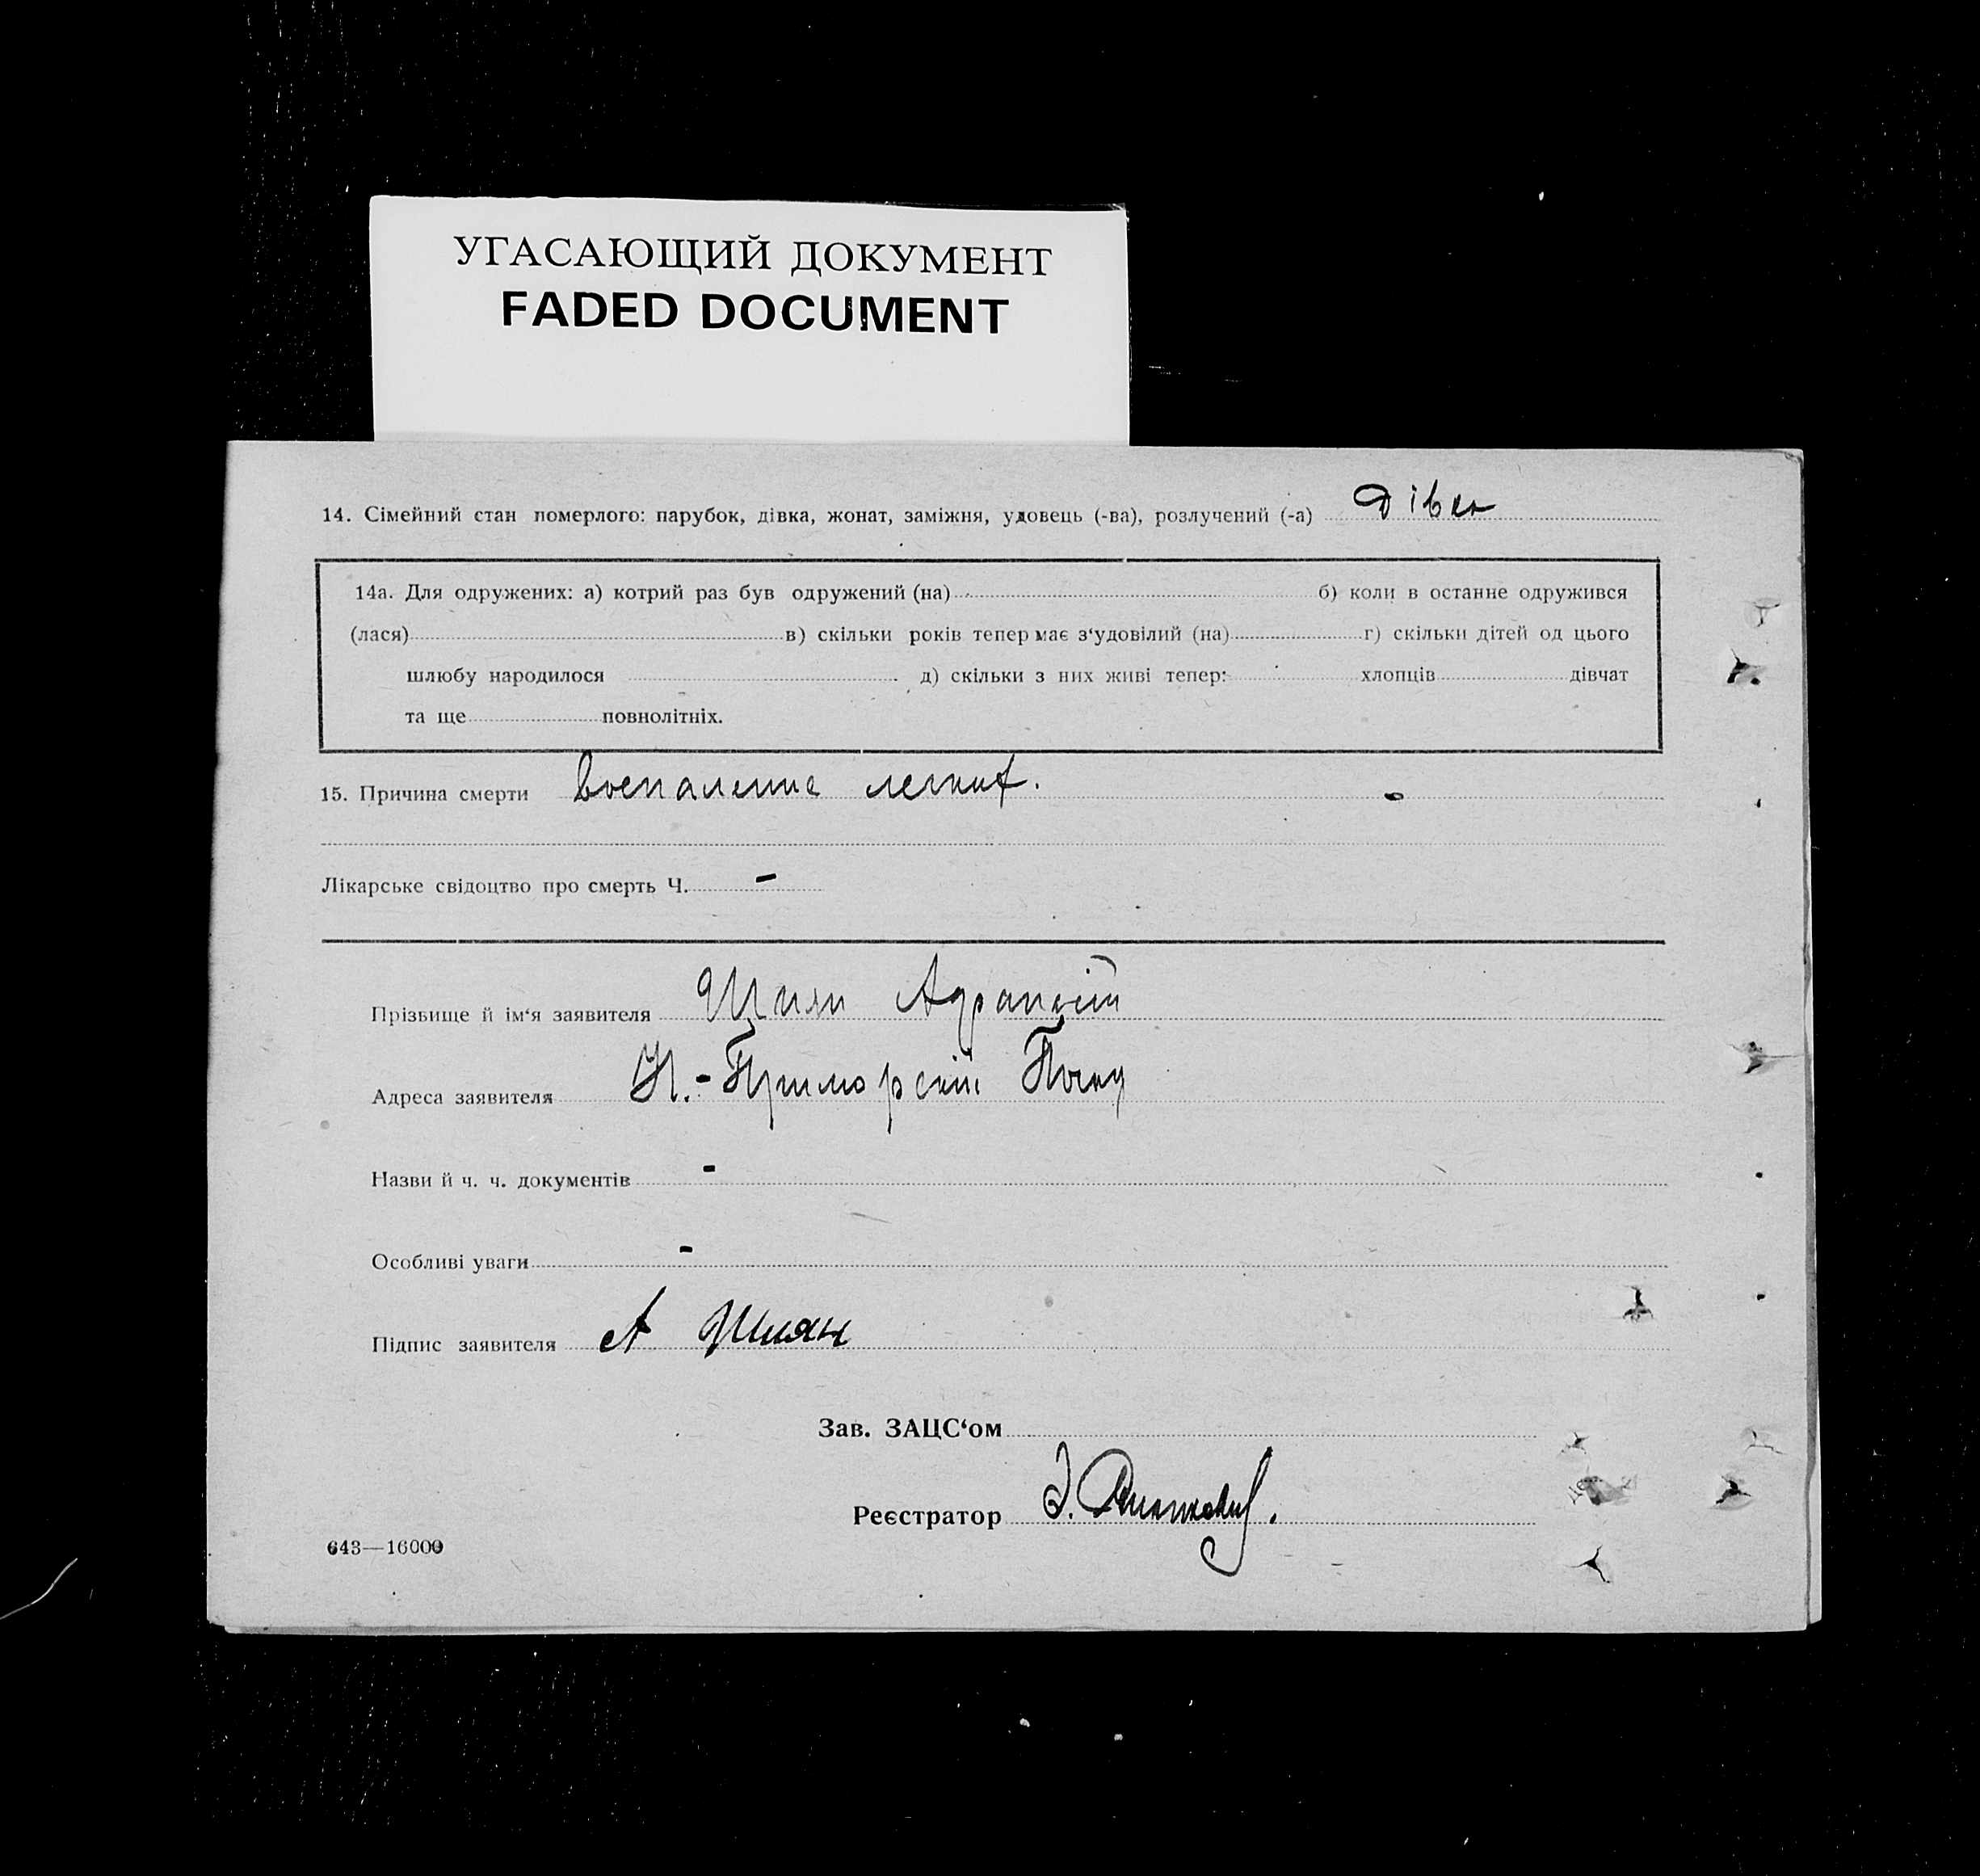 УГАСАЮЩИЙ ДОКУМЕНТ
FADED DOCUMENT
14. Сімейний стан померлого: парубок, дівка, жонат, заміжня, удовець (-ва), розлучений (-а) Дівка
14а. Для одружених: а) котрий раз був одружений (на) б) коли в останне одружився
(лася) в) скільки років тепер має з‘удовілий (на) г) скільки дітей од цього
шлюбу народилося д) скільки з них живі тепер: хлопців дівчат
та ще повнолітніх.
15. Причина смерти Воспаление легких.
Лікарське свідоцтво про смерть Ч. -
Прізвище й ім‘я заявителя Шиян
Адреса заявителя Н.-Приморский
Назви й ч. ч. документів -
Особливі уваги -
Підпис заявителя А Шиян
Зав. ЗАЦС‘ом
Реєстратор
643—16000